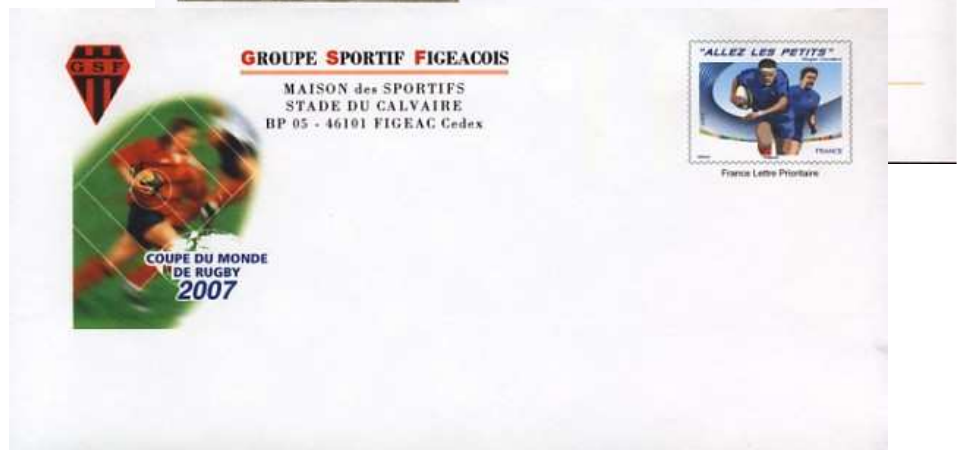 GSF
GROUPE SPORTIF FIGEACOIS
MAISON des SPORTIFS
STADE DU CALVAIRE
BP 05 - 46101 FIGEAC Cedex
"ALLEZ LES PETITS"
FRANCE
France Lettre Prioritaire
COUPE DU MONDE
DE RUGBY
2007